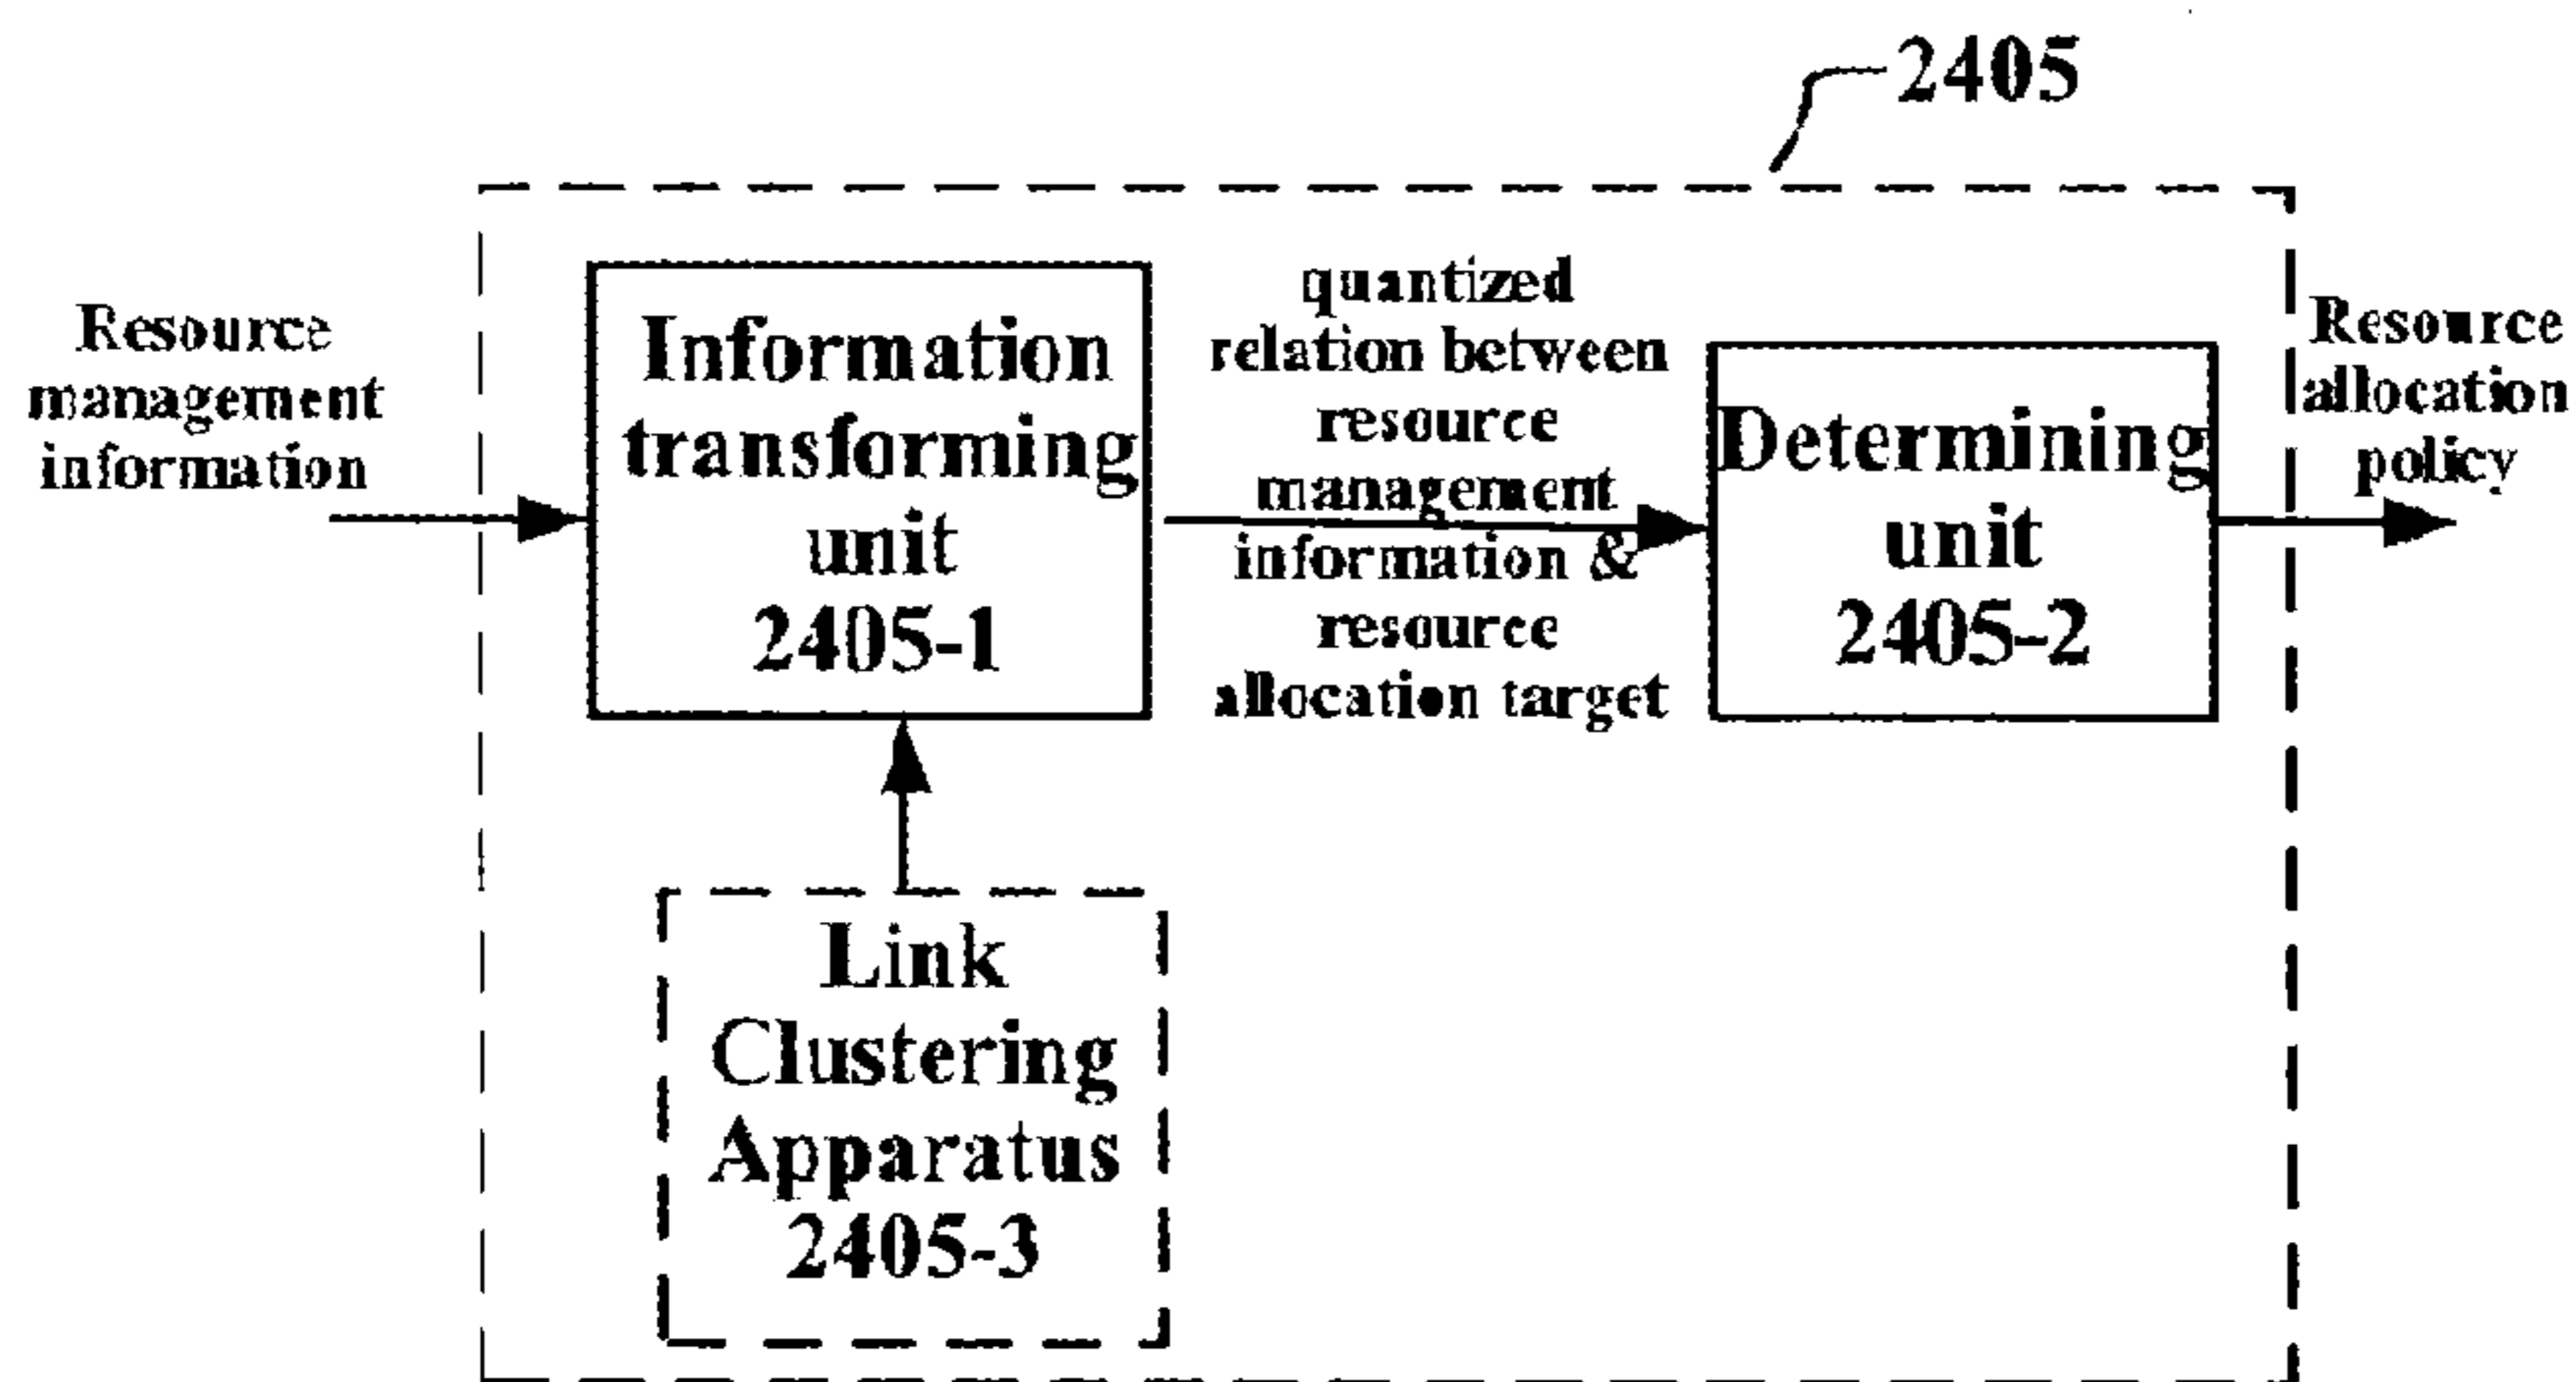 2405
Resource
management
information
Information
transforming
unit
2405-1
quantized
relation between
resource
management
information &
resource
allocation target
Determining
unit
2405-2
Resource
allocation
policy
Link
Clustering
Apparatus
2405-3